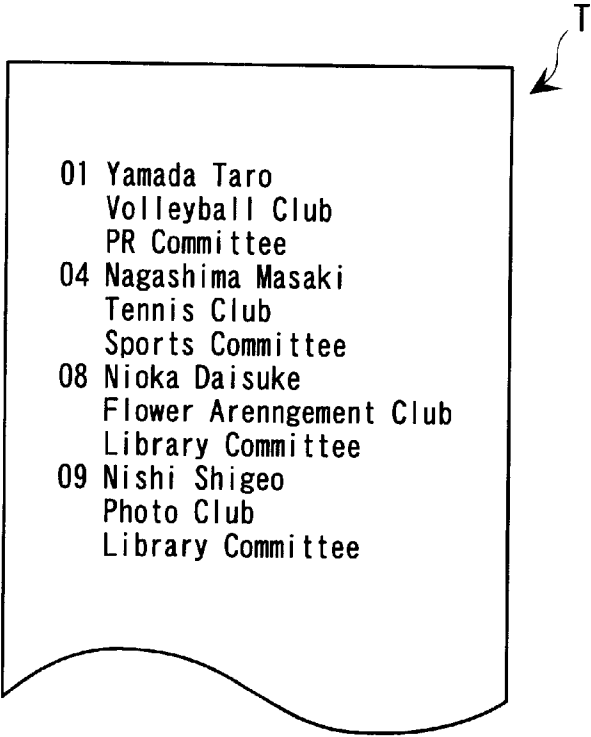 T
01 Yamada Taro
Volleyball Club
PR Committee
04 Nagashima Masaki
Tennis Club
Sports Committee
08 Nioka Daisuke
Flower Arenngement Club
Library Committee
09 Nishi Shigeo
Photo Club
Library Committee